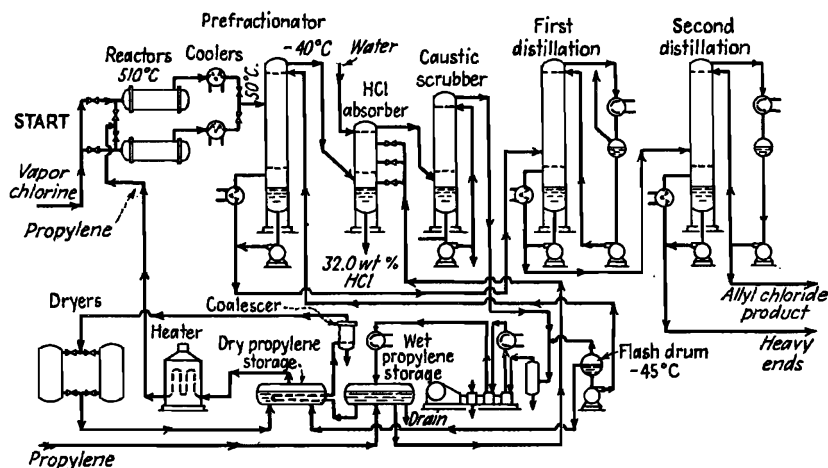 Prefractionator
-40°C
Water
Reactors
510°C
Coolers
50°C.
HCl
absorber
Caustic
scrubber
First
distillation
Second
distillation
START
Vapor
chlorine
Propylene
32.0 wt %
HCl
Allyl chloride
product
Heavy
ends
Dryers
Heater
Coalescer
Dry propylene
storage
Wet
propylene
storage
Flash drum
-45°C
Drain
Propylene